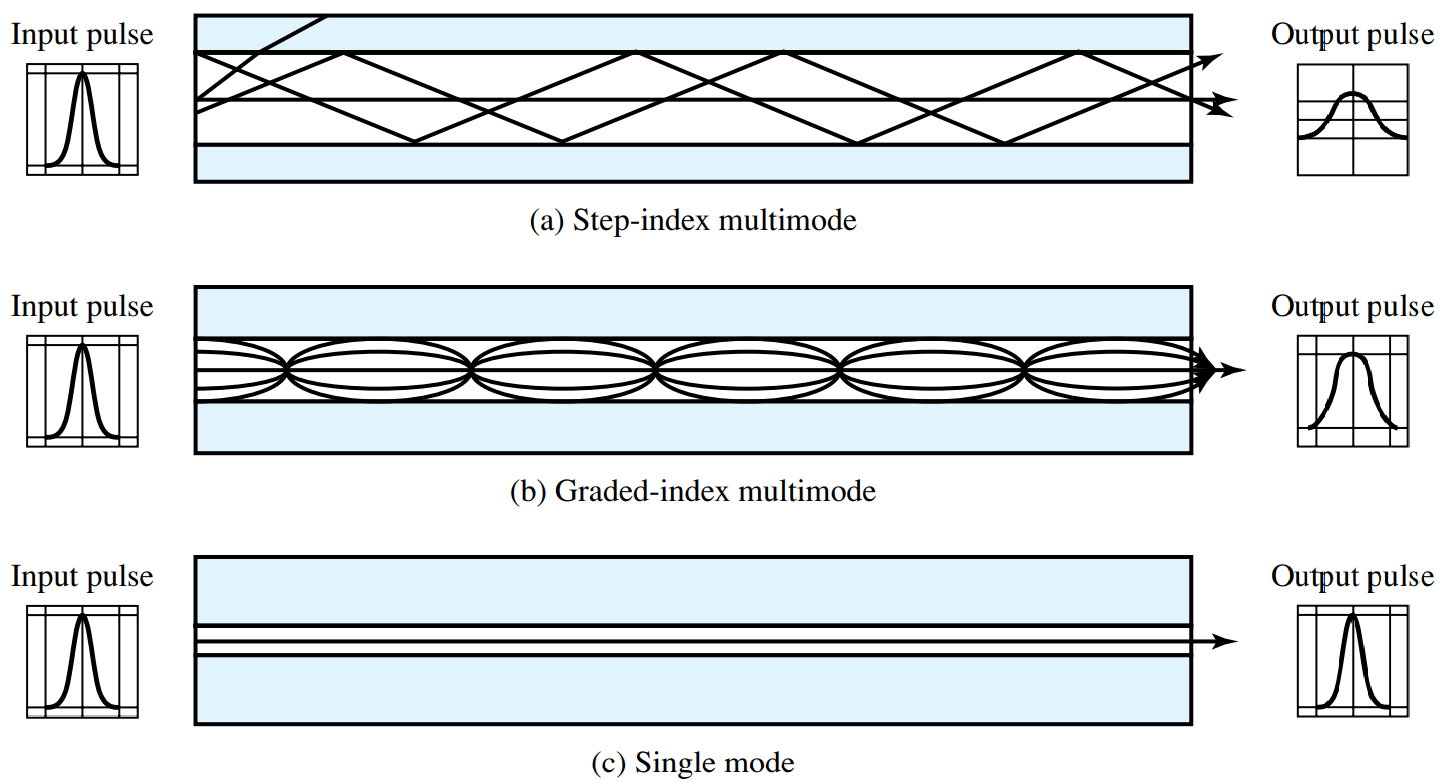 Input pulse
Output pulse
(a) Step-index multimode
Input pulse
Output pulse
(b) Graded-index multimode
Input pulse
Output pulse
(c) Single mode